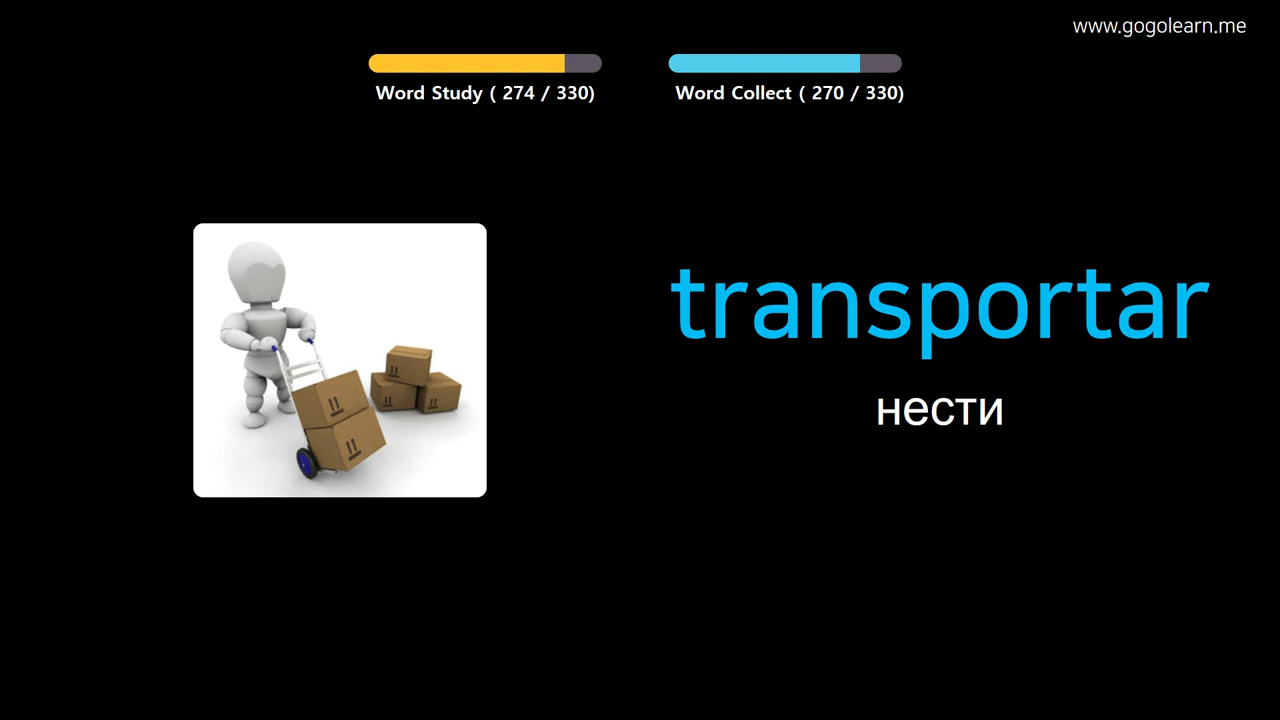 www.gogolearn.me
Word Study ( 274 / 330)
Word Collect ( 270 / 330)
transportar
нести